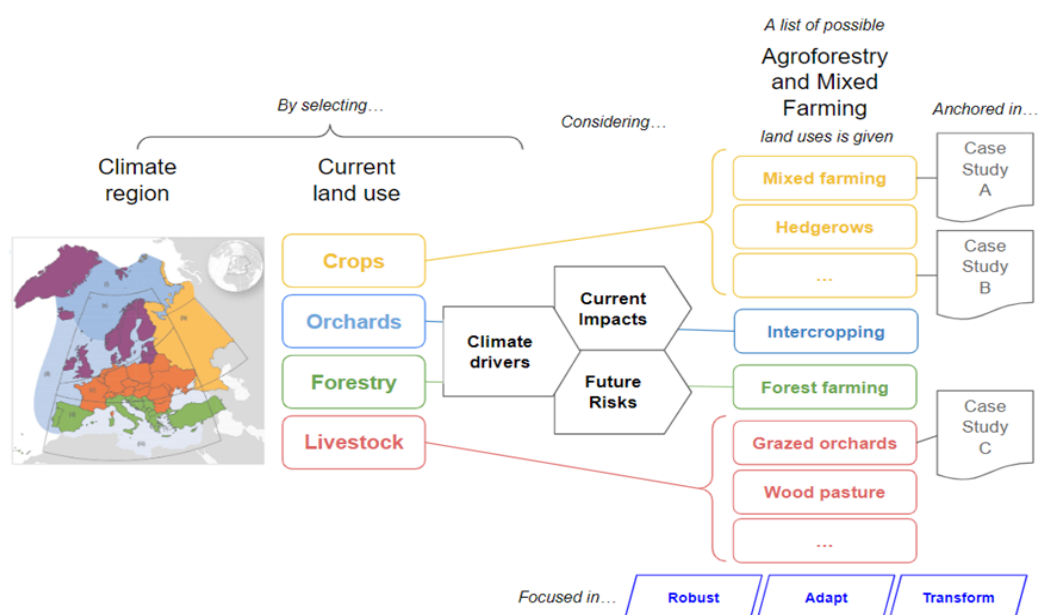 A list of possible
Agroforestry
and Mixed
Farming
land uses is given
By selecting…
Considering…
Anchored in…
Climate
region
Current
land use
Crops
Orchards
Forestry
Livestock
Climate
drivers
Current
Impacts
Future
Risks
Mixed farming
Hedgerows
…
Intercropping
Forest farming
Grazed orchards
Wood pasture
…
Case
Study
A
Case
Study
B
Case
Study
C
Focused in…
Robust
Adapt
Transform